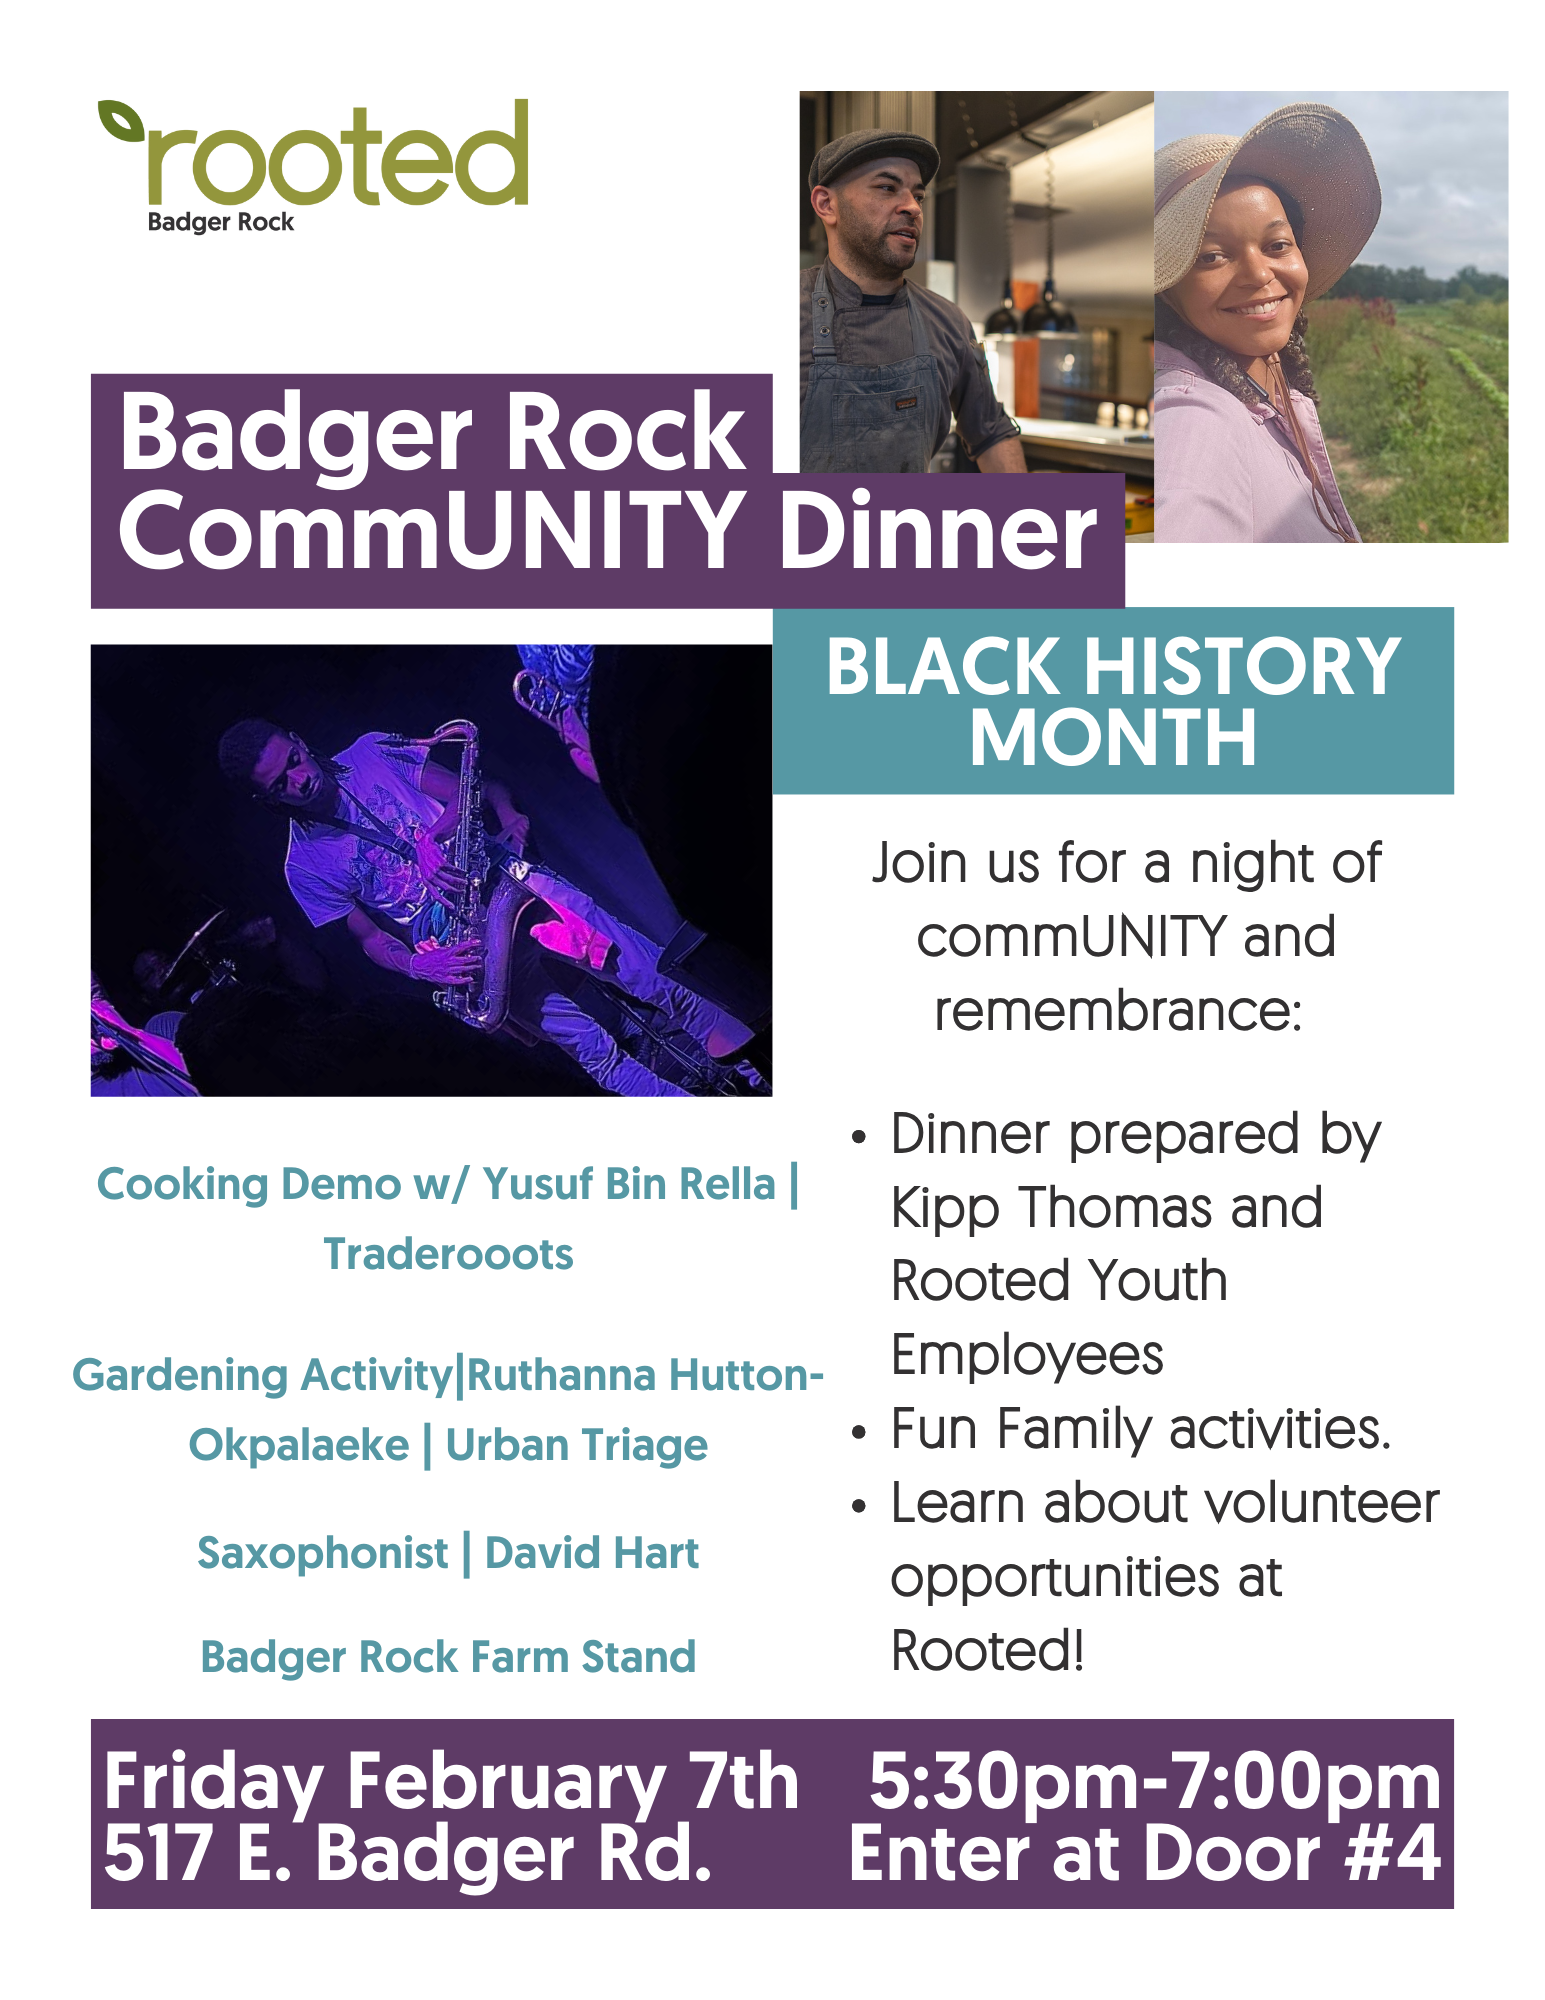 rooted
Badger Rock
Badger Rock
CommUNITY Dinner
BLACK HISTORY
MONTH
Join us for a night of
commUNITY and
remembrance:
• Dinner prepared by
Kipp Thomas and
Rooted Youth
Employees
• Fun Family activities.
• Learn about volunteer
opportunities at
Rooted!
Cooking Demo w/ Yusuf Bin Rella |
Traderooots
Gardening Activity|Ruthanna Hutton-
Okpalaeke | Urban Triage
Saxophonist | David Hart
Badger Rock Farm Stand
Friday February 7th 5:30pm-7:00pm
517 E. Badger Rd. Enter at Door #4